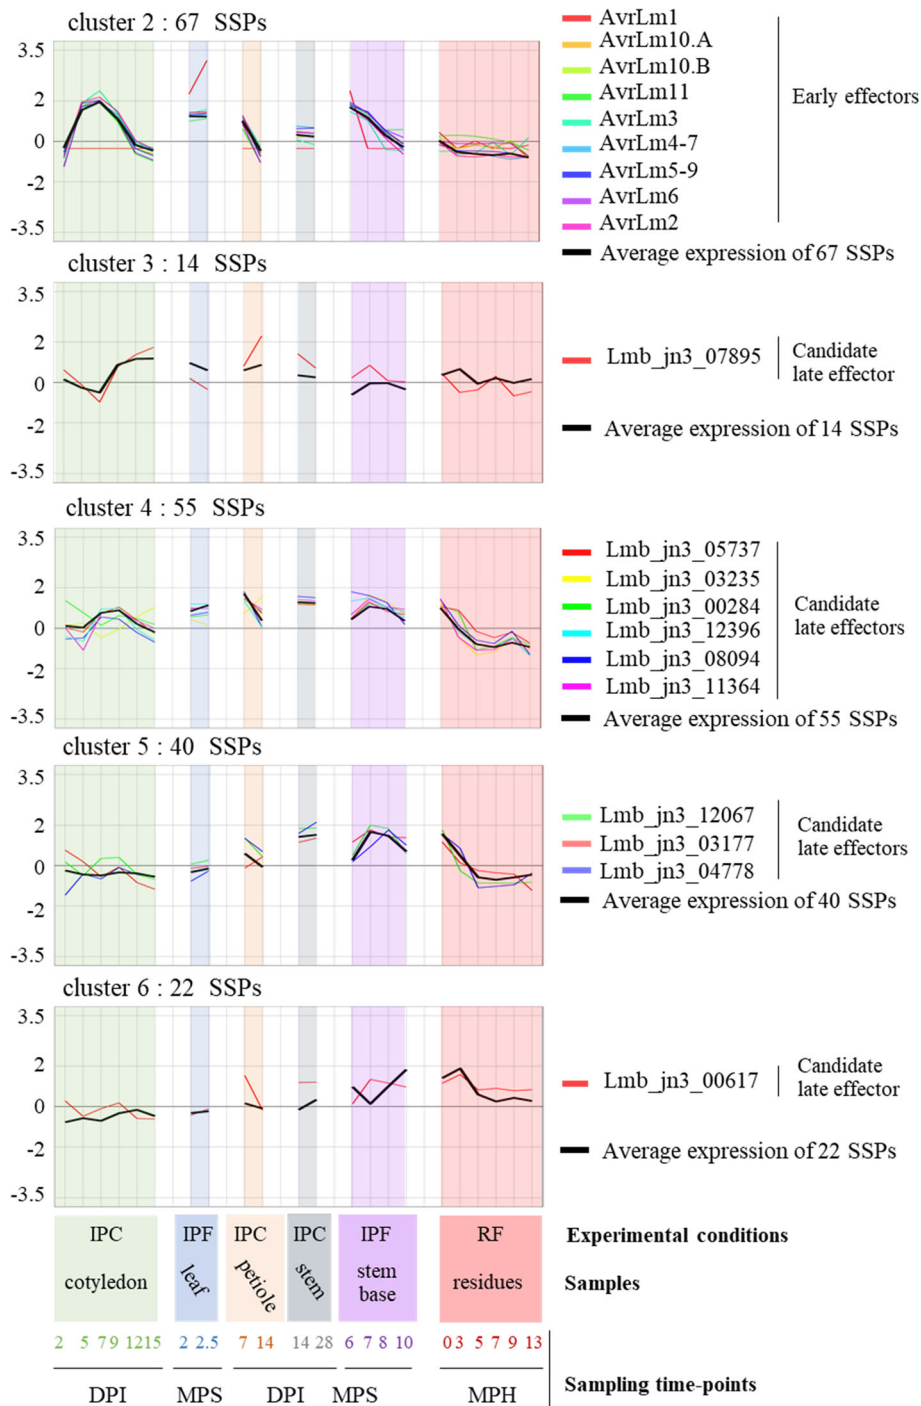 cluster 2 : 67 SSPs
3.5
2
0
-2
-3.5
AvrLm1
AvrLm10.A
AvrLm10.B
AvrLm11
AvrLm3
AvrLm4-7
AvrLm5-9
AvrLm6
AvrLm2
Early effectors
Average expression of 67 SSPs
cluster 3 : 14 SSPs
3.5
2
0
-2
-3.5
Lmb_jn3_07895
Candidate
late effector
Average expression of 14 SSPs
cluster 4 : 55 SSPs
3.5
2
0
-2
-3.5
Lmb_jn3_05737
Lmb_jn3_03235
Lmb_jn3_00284
Lmb_jn3_12396
Lmb_jn3_08094
Lmb_jn3_11364
Candidate
late effectors
Average expression of 55 SSPs
cluster 5 : 40 SSPs
3.5
2
0
-2
-3.5
Lmb_jn3_12067
Lmb_jn3_03177
Lmb_jn3_04778
Candidate
late effectors
Average expression of 40 SSPs
cluster 6 : 22 SSPs
3.5
2
0
-2
-3.5
Lmb_jn3_00617
Candidate
late effector
Average expression of 22 SSPs
IPC IPF IPC IPC IPF RF Experimental conditions
cotyledon leaf petiole stem stem base residues Samples
2 5 7 9 12 15 2 2.5 7 14 14 28 6 7 8 10 0 3 5 7 9 13
DPI MPS DPI MPS MPH Sampling time-points